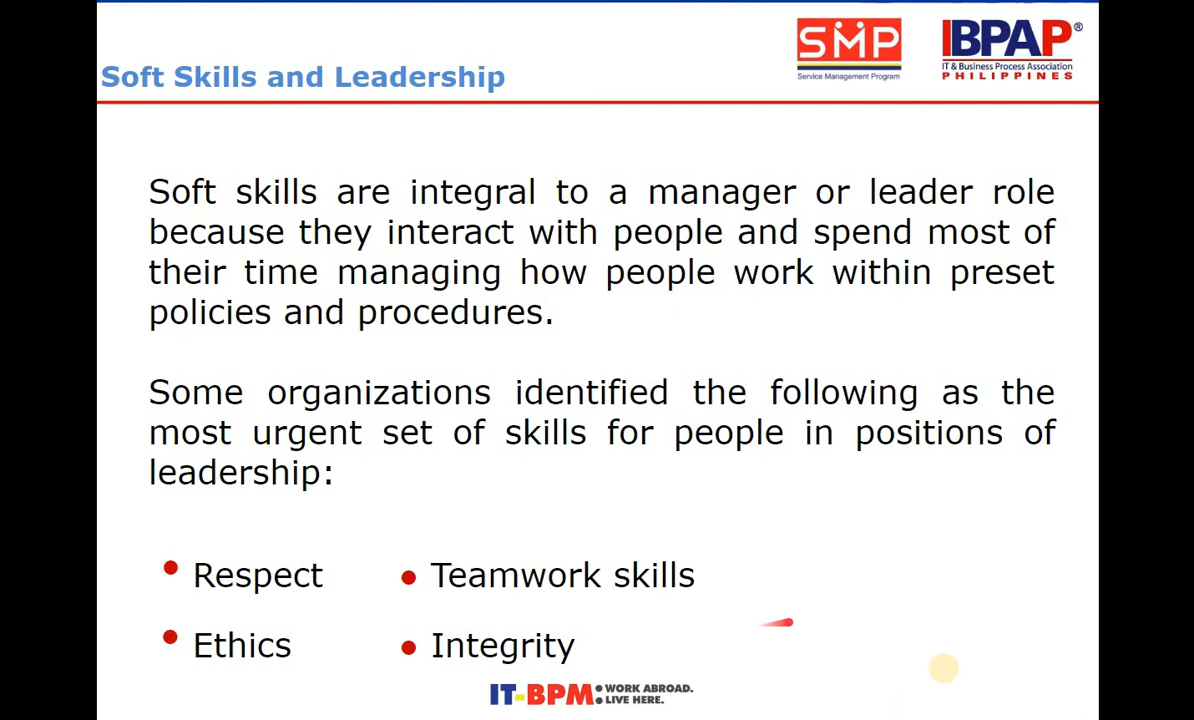 SMP
Service Management Program
IBPAP®
IT & Business Process Association
PHILIPPINES
Soft Skills and Leadership
Soft skills are integral to a manager or leader role
because they interact with people and spend most of
their time managing how people work within preset
policies and procedures.
Some organizations identified the following as the
most urgent set of skills for people in positions of
leadership:
• Respect • Teamwork skills
• Ethics • Integrity
IT-BPM: WORK ABROAD.
LIVE HERE.